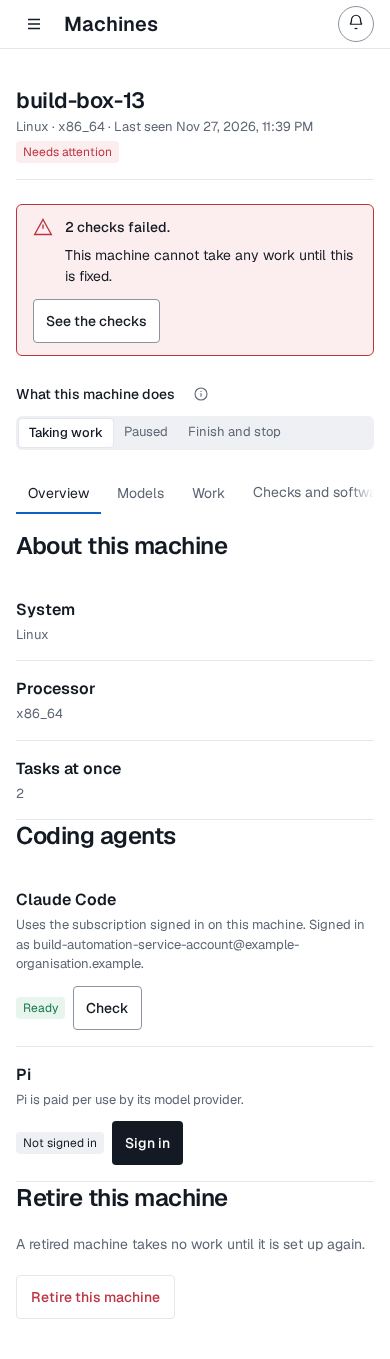 Machines
build-box-13
Linux · x86_64 · Last seen Nov 27, 2026, 11:39 PM
Needs attention
2 checks failed.
This machine cannot take any work until this
is fixed.
See the checks
What this machine does
Taking work Paused Finish and stop
Overview Models Work Checks and softwa
About this machine
System
Linux
Processor
x86_64
Tasks at once
2
Coding agents
Claude Code
Uses the subscription signed in on this machine. Signed in
as build-automation-service-account@example-
organisation.example.
Ready Check
Pi
Pi is paid per use by its model provider.
Not signed in Sign in
Retire this machine
A retired machine takes no work until it is set up again.
Retire this machine